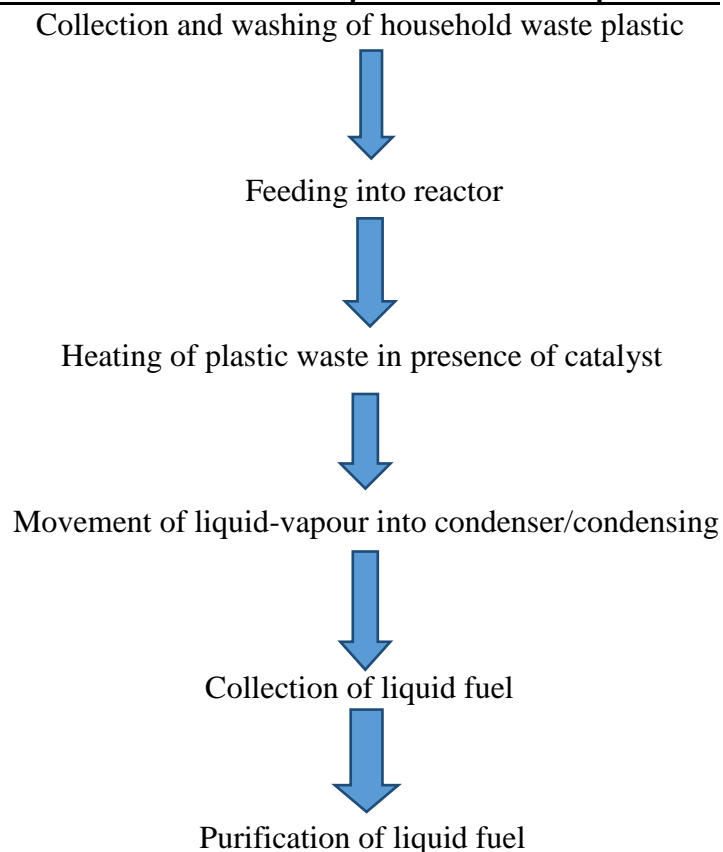 Collection and washing of household waste plastic
Feeding into reactor
Heating of plastic waste in presence of catalyst
Movement of liquid-vapour into condenser/condensing
Collection of liquid fuel
Purification of liquid fuel